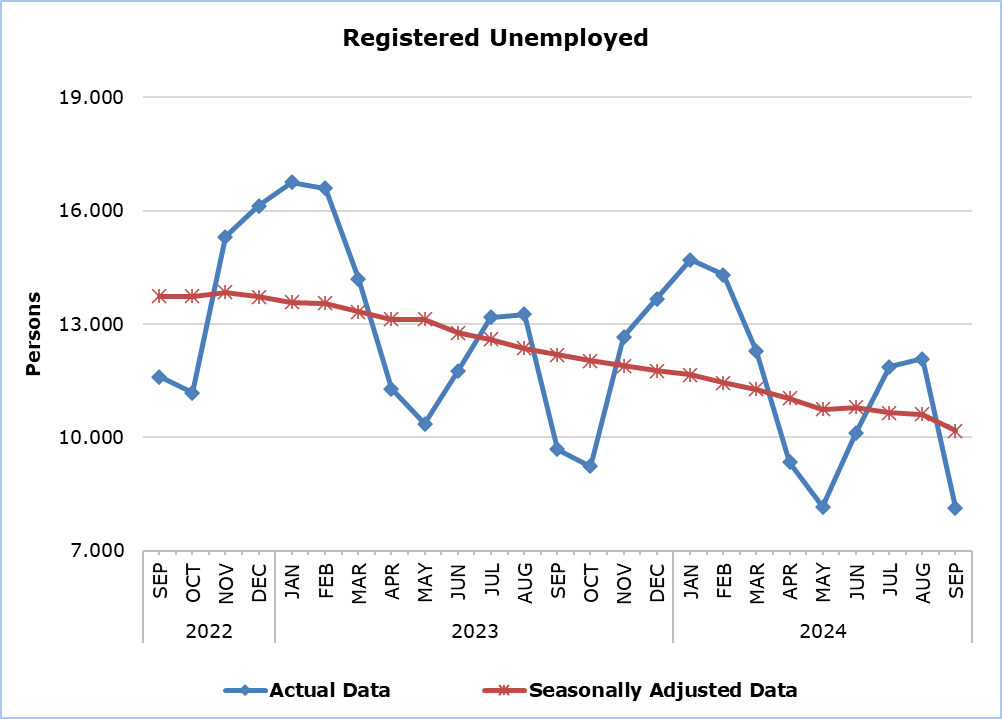 Registered Unemployed
Persons
19.000
16.000
13.000
10.000
7.000
SEP OCT NOV DEC JAN FEB MAR APR MAY JUN JUL AUG SEP OCT NOV DEC JAN FEB MAR APR MAY JUN JUL AUG SEP
2022 2023 2024
Actual Data Seasonally Adjusted Data